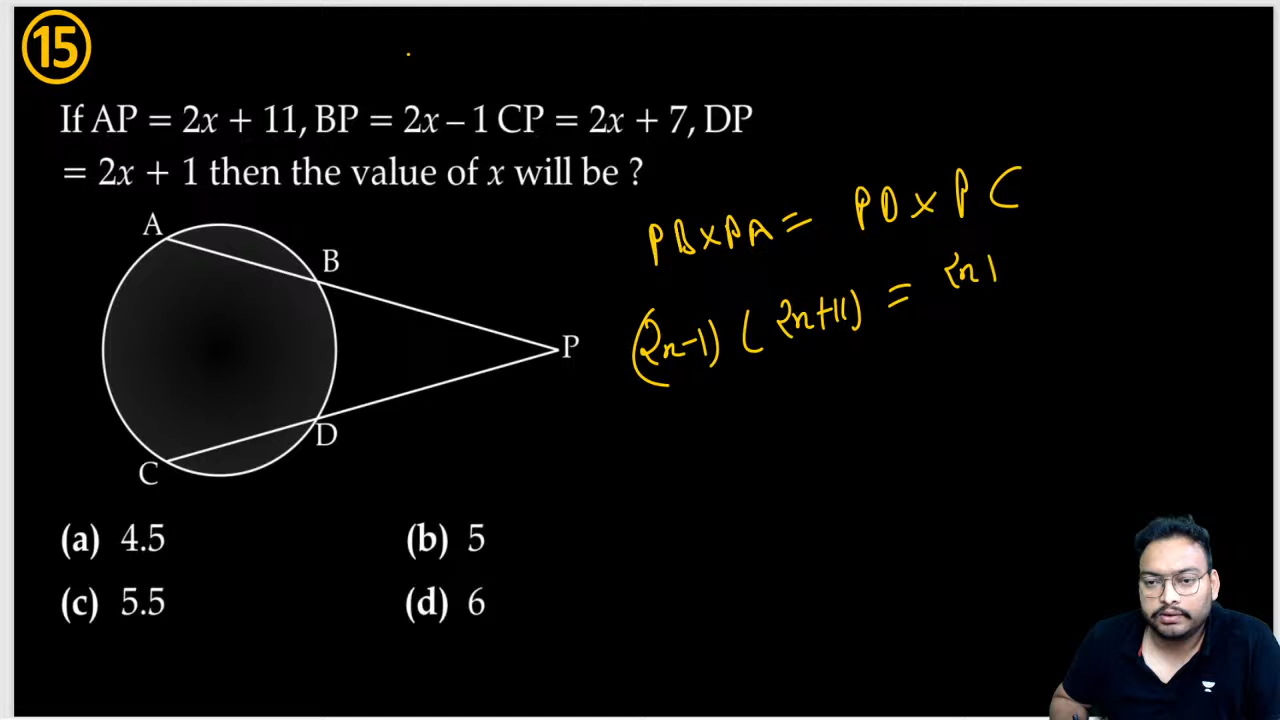 15
If AP = 2x + 11, BP = 2x – 1 CP = 2x + 7, DP
= 2x + 1 then the value of x will be ?
PB×PA = PD×PC
(2x-1) (2x+11) = 2x1
A
B
P
D
C
(a) 4.5
(b) 5
(c) 5.5
(d) 6